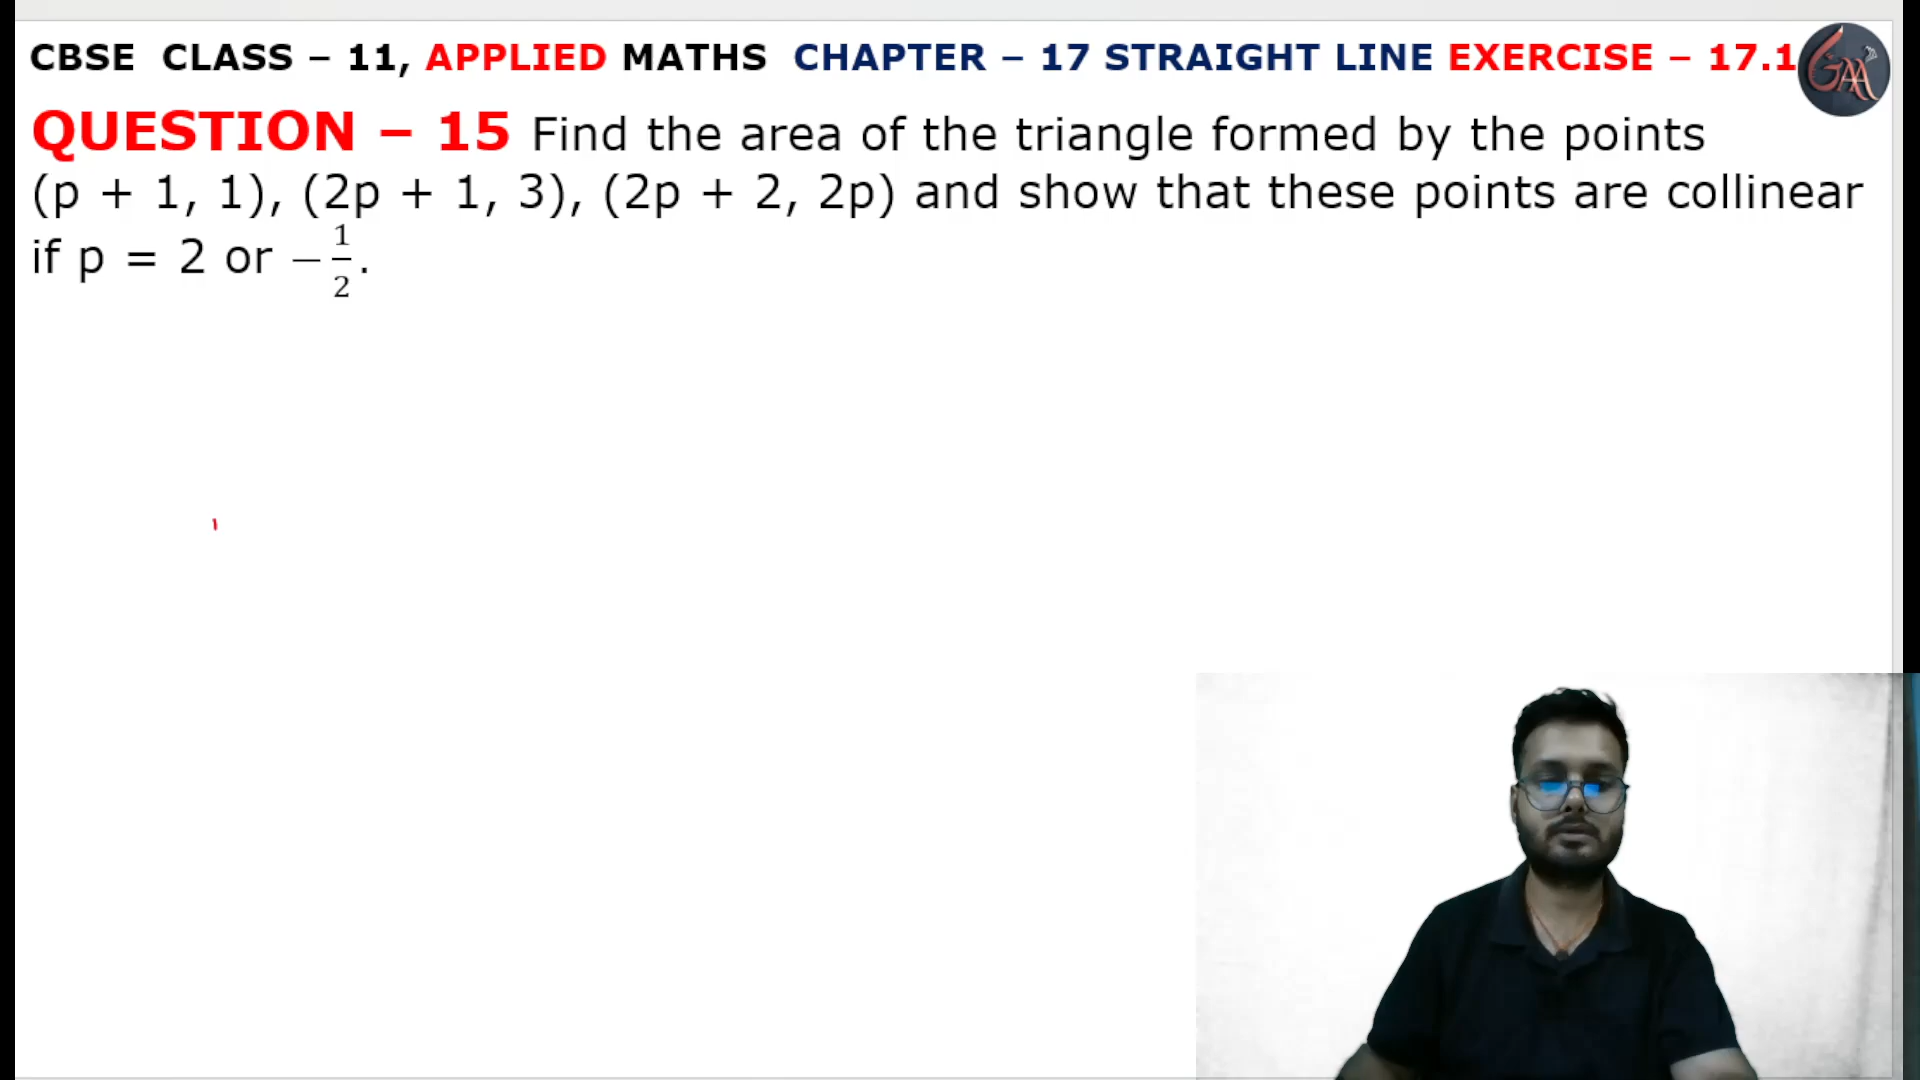 CBSE CLASS – 11, APPLIED MATHS CHAPTER – 17 STRAIGHT LINE EXERCISE – 17.1
QUESTION – 15 Find the area of the triangle formed by the points
(p + 1, 1), (2p + 1, 3), (2p + 2, 2p) and show that these points are collinear
if p = 2 or −1/2.
GAA